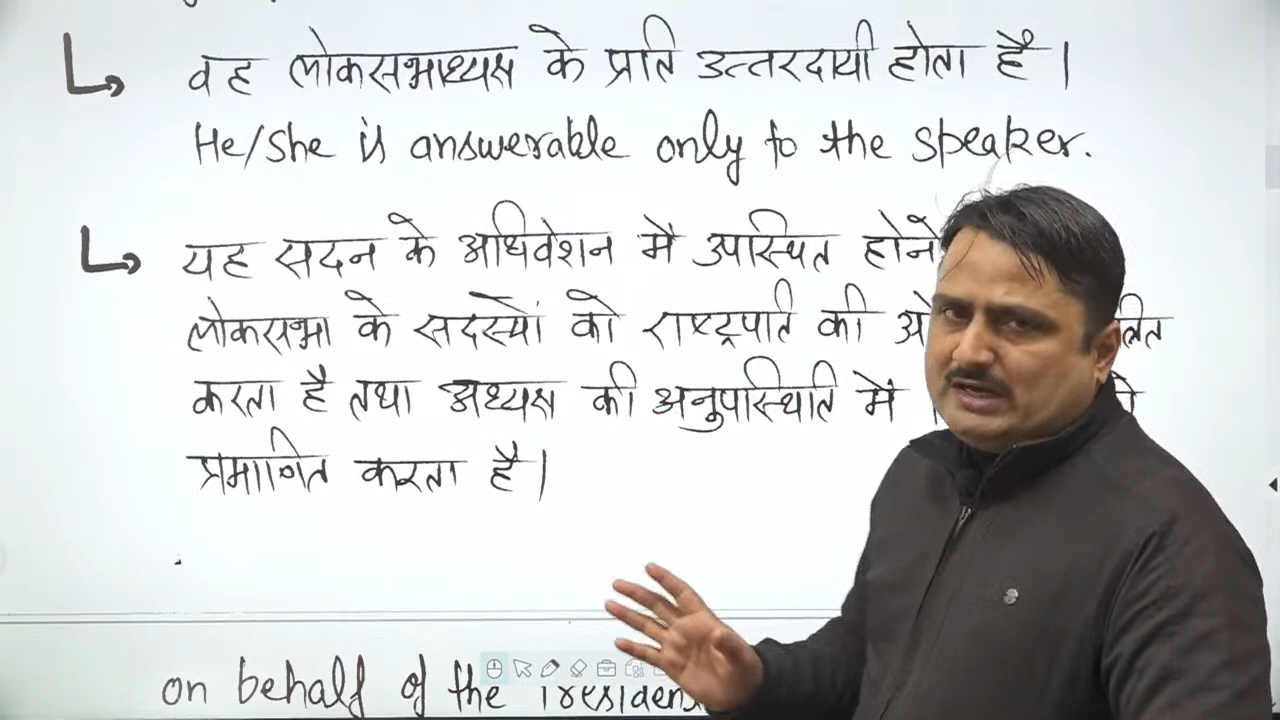 वह लोकसभाध्यक्ष के प्रति उत्तरदायी होता है।
He/She is answerable only to the speaker.
यह सदन के अधिवेशन में उपस्थित होने
लोकसभा के सदस्यों को राष्ट्रपति की
करता है तथा अध्यक्ष की अनुपस्थिति में
प्रमाणित करता है।
on behalf of the President